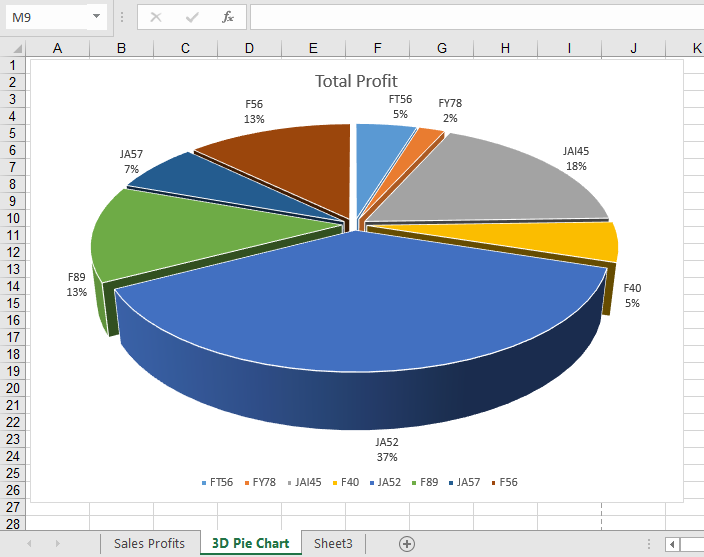 M9
fx
A B C D E F G H I J K
1
2
3
4
5
6
7
8
9
10
11
12
13
14
15
16
17
18
19
20
21
22
23
24
25
26
27
28
Total Profit
FT56
5%
FY78
2%
JAI45
18%
F40
5%
JA52
37%
F89
13%
JA57
7%
F56
13%
FT56 FY78 JAI45 F40 JA52 F89 JA57 F56
Sales Profits 3D Pie Chart Sheet3